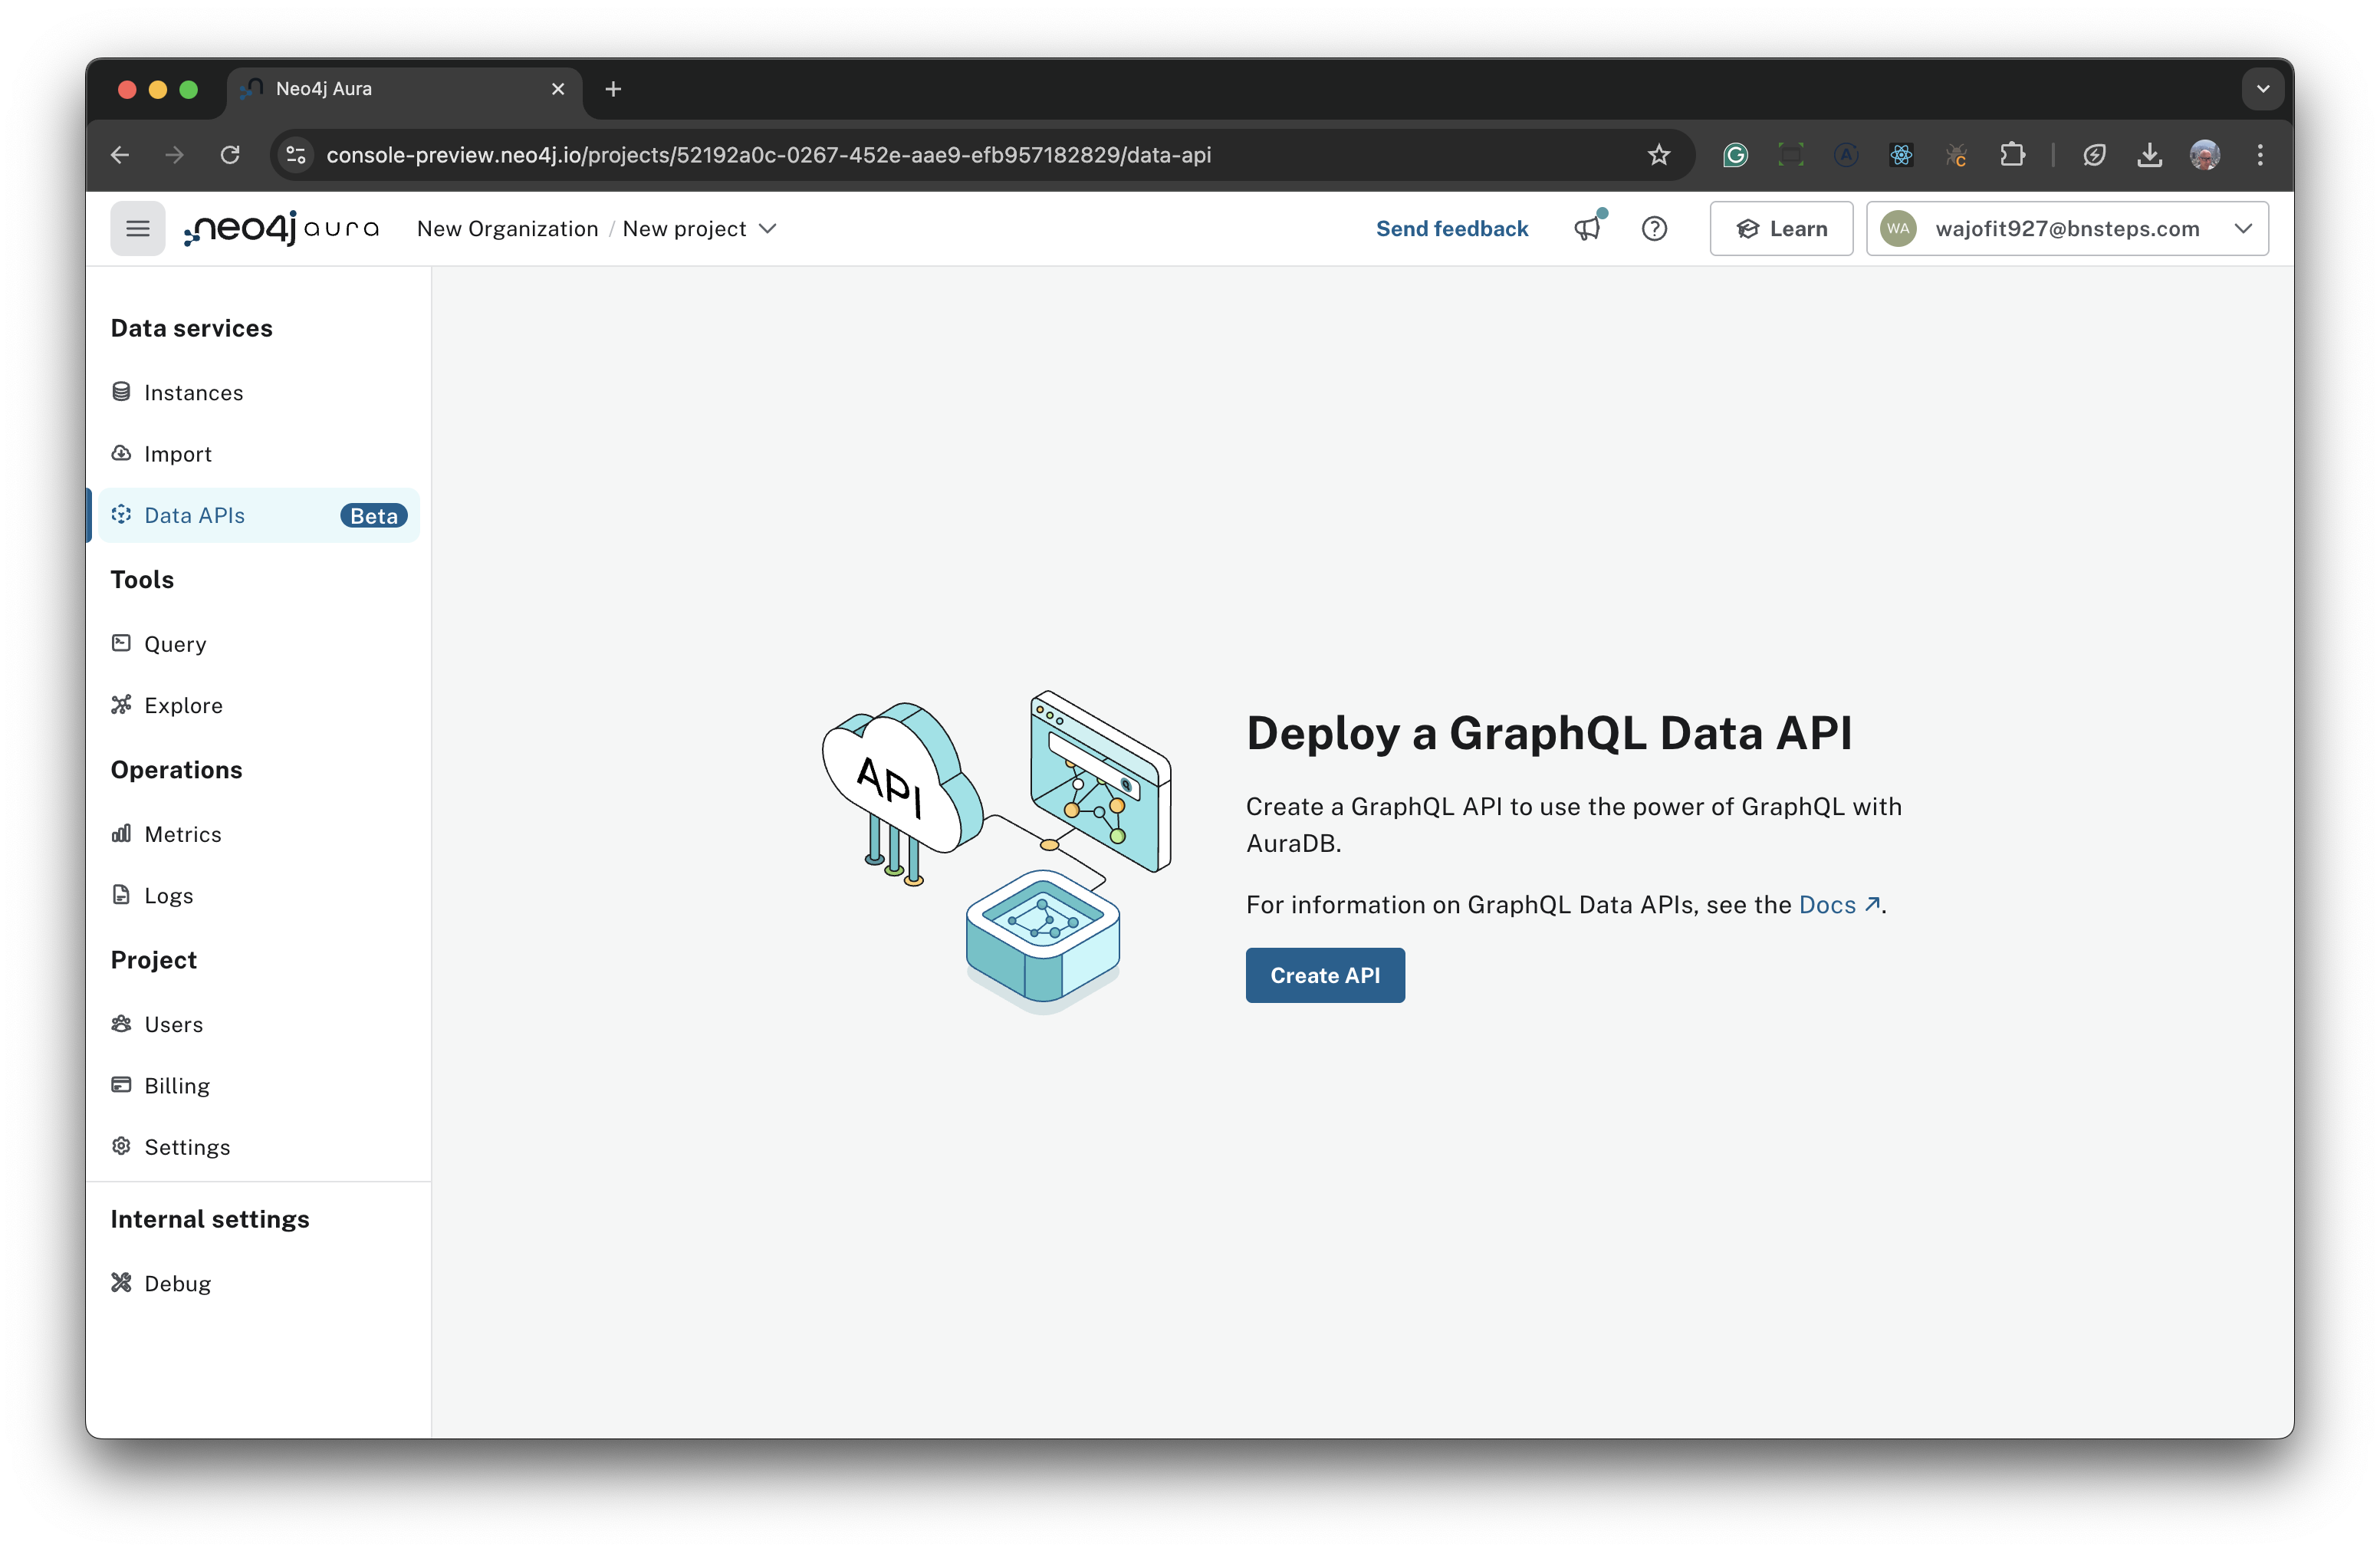 Neo4j Aura
console-preview.neo4j.io/projects/52192a0c-0267-452e-aae9-efb957182829/data-api
neo4j aura
New Organization / New project
Send feedback
Learn
WA
wajofit927@bnsteps.com
Data services
Instances
Import
Data APIs
Beta
Tools
Query
Explore
Operations
Metrics
Logs
Project
Users
Billing
Settings
Internal settings
Debug
API
Deploy a GraphQL Data API
Create a GraphQL API to use the power of GraphQL with
AuraDB.
For information on GraphQL Data APIs, see the Docs ↗.
Create API